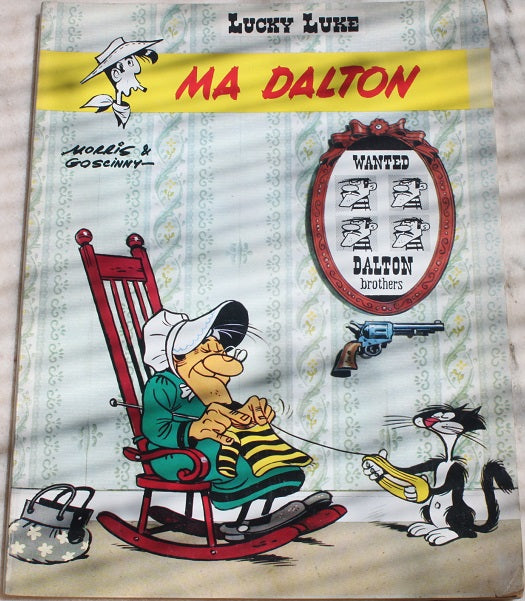 LUCKY LUKE
MA DALTON
MORRIS &
GOSCINNY
WANTED
DALTON
brothers